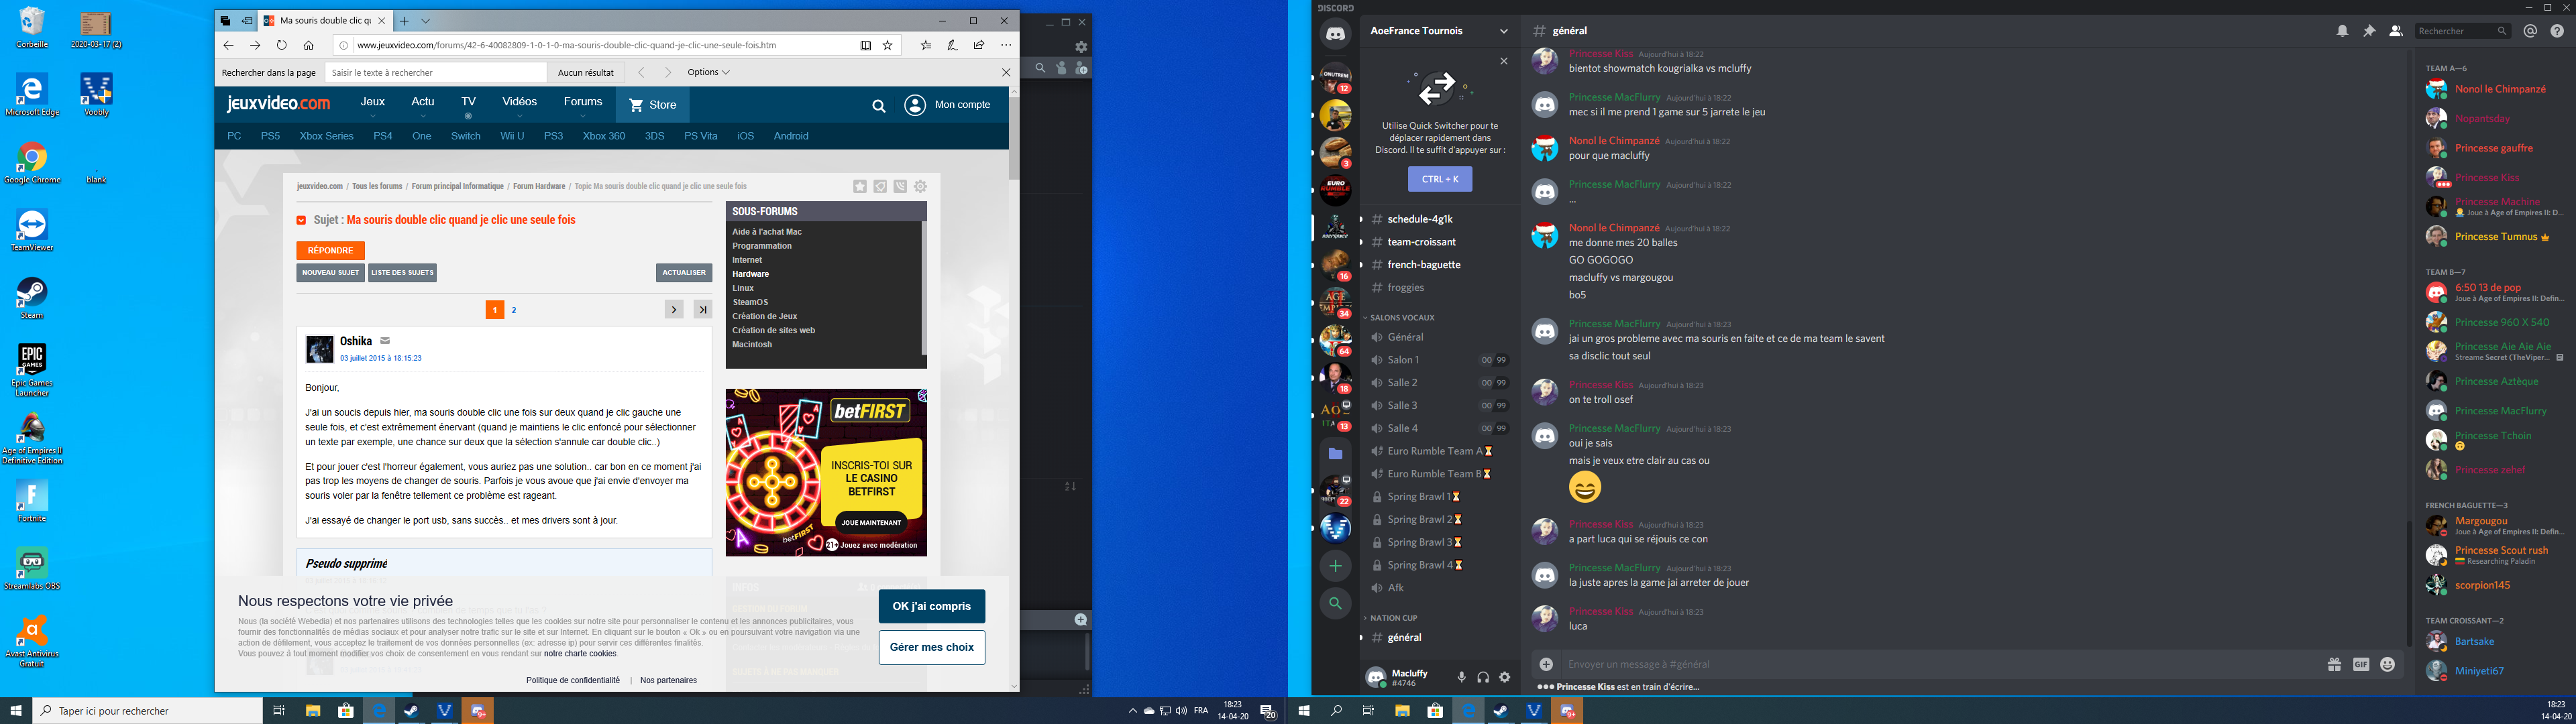 Corbeille
2020-03-17 (2)
Microsoft Edge
Voobly
Google Chrome
blank
TeamViewer
Steam
Epic Games
Launcher
Age of Empires II
Definitive Edition
Fortnite
Streamlabs OBS
Avast Antivirus
Gratuit
Ma souris double clic qu
www.jeuxvideo.com/forums/42-6-40082809-1-0-1-0-ma-souris-double-clic-quand-je-clic-une-seule-fois.htm
Rechercher dans la page
Saisir le texte à rechercher
Aucun résultat
Options
jeuxvideo.com
Jeux
Actu
TV
Vidéos
Forums
Store
Mon compte
PC PS5 Xbox Series PS4 One Switch Wii U PS3 Xbox 360 3DS PS Vita iOS Android
jeuxvideo.com / Tous les forums / Forum principal Informatique / Forum Hardware / Topic Ma souris double clic quand je clic une seule fois
Sujet : Ma souris double clic quand je clic une seule fois
RÉPONDRE
NOUVEAU SUJET
LISTE DES SUJETS
ACTUALISER
1 2
Oshika
03 juillet 2015 à 18:15:23
Bonjour,
J'ai un soucis depuis hier, ma souris double clic une fois sur deux quand je clic gauche une
seule fois, et c'est extrêmement énervant (quand je maintiens le clic enfoncé pour sélectionner
un texte par exemple, une chance sur deux que la sélection s'annule car double clic..)
Et pour jouer c'est l'horreur également, vous auriez pas une solution.. car bon en ce moment j'ai
pas trop les moyens de changer de souris. Parfois je vous avoue que j'ai envie d'envoyer ma
souris voler par la fenêtre tellement ce problème est rageant.
J'ai essayé de changer le port usb, sans succès.. et mes drivers sont à jour.
Pseudo supprimé
SOUS-FORUMS
Aide à l'achat Mac
Programmation
Internet
Hardware
Linux
SteamOS
Création de Jeux
Création de sites web
Macintosh
betFIRST
INSCRIS-TOI SUR
LE CASINO
BETFIRST
JOUE MAINTENANT
betFIRST
21+ Jouez avec modération
Nous respectons votre vie privée
Nous (la société Webedia) et nos partenaires utilisons des technologies telles que les cookies sur notre site pour personnaliser le contenu et les annonces publicitaires, vous
fournir des fonctionnalités de médias sociaux et pour analyser notre trafic sur le site et sur Internet. En cliquant sur le bouton « Ok » ou en poursuivant votre navigation via une
action de défilement, vous acceptez le traitement de vos données personnelles (ex. adresse ip) pour servir ces différentes finalités.
Vous pouvez à tout moment modifier vos choix de consentement en vous rendant sur notre charte cookies.
OK j'ai compris
Gérer mes choix
Politique de confidentialité | Nos partenaires
Taper ici pour rechercher
FRA
18:23
14-04-20
20
DISCORD
AoeFrance Tournois
Utilise Quick Switcher pour te
déplacer rapidement dans
Discord. Il te suffit d'appuyer sur :
CTRL + K
12
3
16
34
64
18
13
22
schedule-4g1k
team-croissant
french-baguette
froggies
SALONS VOCAUX
Général
Salon 1 00 99
Salle 2 00 99
Salle 3 00 99
Salle 4 00 99
Euro Rumble Team A⌛
Euro Rumble Team B⌛
Spring Brawl 1⌛
Spring Brawl 2⌛
Spring Brawl 3⌛
Spring Brawl 4⌛
Afk
NATION CUP
général
Macluffy
#4746
# général
Rechercher
Princesse Kiss Aujourd'hui à 18:22
bientot showmatch kougrialka vs mcluffy
Princesse MacFlurry Aujourd'hui à 18:22
mec si il me prend 1 game sur 5 jarrete le jeu
Nonol le Chimpanzé Aujourd'hui à 18:22
pour que macluffy
Princesse MacFlurry Aujourd'hui à 18:22
...
Nonol le Chimpanzé Aujourd'hui à 18:22
me donne mes 20 balles
GO GOGOGO
macluffy vs margougou
bo5
Princesse MacFlurry Aujourd'hui à 18:23
jai un gros probleme avec ma souris en faite et ce de ma team le savent
sa disclic tout seul
Princesse Kiss Aujourd'hui à 18:23
on te troll osef
Princesse MacFlurry Aujourd'hui à 18:23
oui je sais
mais je veux etre clair au cas ou
Princesse Kiss Aujourd'hui à 18:23
a part luca qui se réjouis ce con
Princesse MacFlurry Aujourd'hui à 18:23
la juste apres la game jai arreter de jouer
Princesse Kiss Aujourd'hui à 18:23
luca
Envoyer un message à #général
GIF
Princesse Kiss est en train d'écrire...
TEAM A—6
Nonol le Chimpanzé
Nopantsday
Princesse gauffre
Princesse Kiss
Princesse Machine
Joue à Age of Empires II: D...
Princesse Tumnus
TEAM B—7
6:50 13 de pop
Joue à Age of Empires II: Defin...
Princesse 960 X 540
Princesse Aie Aie Aie
Streame Secret (TheViper...
Princesse Aztèque
Princesse MacFlurry
Princesse Tchoin
Princesse zehef
FRENCH BAGUETTE—3
Margougou
Joue à Age of Empires II: Defin...
Princesse Scout rush
Researching Paladin
scorpion145
TEAM CROISSANT—2
Bartsake
Miniyeti67
18:23
14-04-20